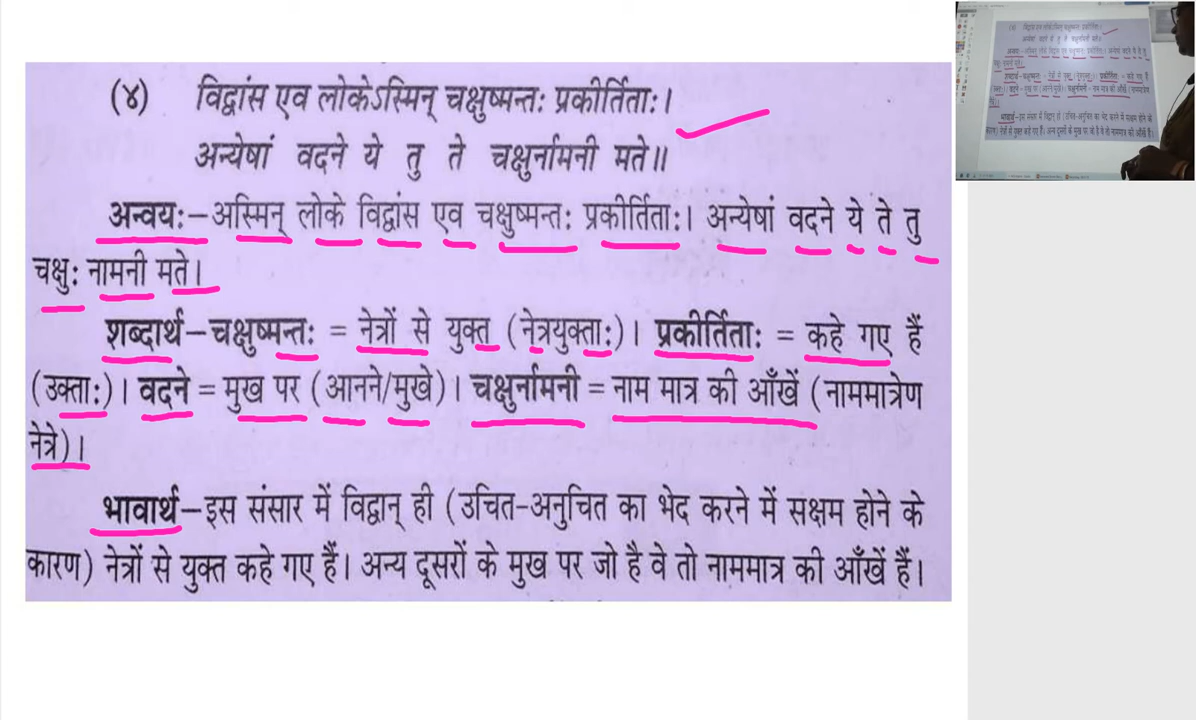 (४) विद्वांस एव लोकेऽस्मिन् चक्षुष्मन्तः प्रकीर्तिताः।
अन्येषां वदने ये तु ते चक्षुर्नामनी मते॥
अन्वयः–अस्मिन् लोके विद्वांस एव चक्षुष्मन्तः प्रकीर्तिताः। अन्येषां वदने ये ते तु
चक्षुः नामनी मते।
शब्दार्थ–चक्षुष्मन्तः = नेत्रों से युक्त (नेत्रयुक्ताः)। प्रकीर्तिताः = कहे गए हैं
(उक्ताः)। वदने = मुख पर (आनने/मुखे)। चक्षुर्नामनी = नाम मात्र की आँखें (नाममात्रेण
नेत्रे)।
भावार्थ–इस संसार में विद्वान् ही (उचित-अनुचित का भेद करने में सक्षम होने के
कारण) नेत्रों से युक्त कहे गए हैं। अन्य दूसरों के मुख पर जो है वे तो नाममात्र की आँखें हैं।